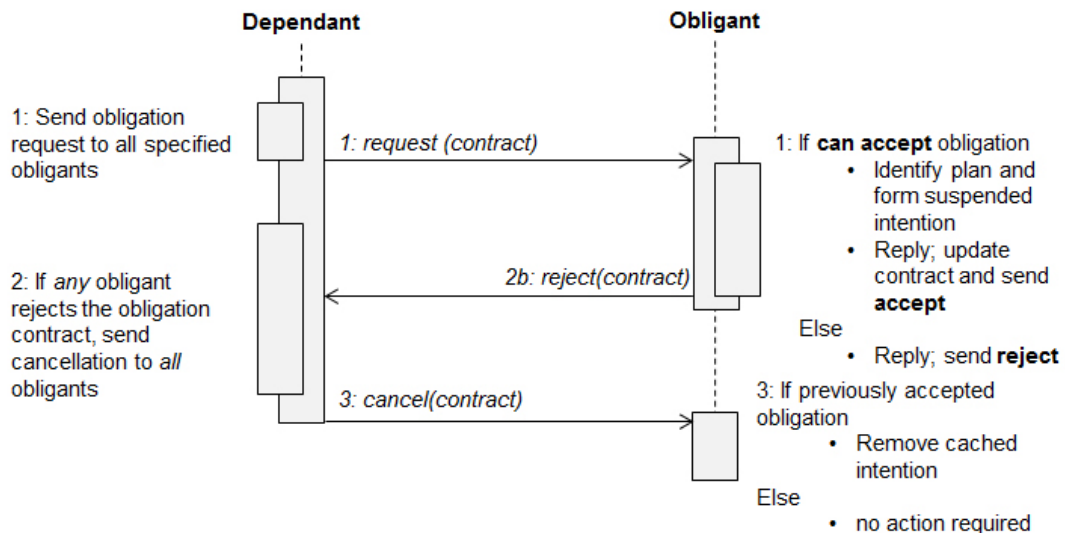 Dependant
Obligant
1: Send obligation
request to all specified
obligants
1: request (contract)
1: If can accept obligation
• Identify plan and
form suspended
intention
• Reply; update
contract and send
accept
Else
• Reply; send reject
2b: reject(contract)
2: If any obligant
rejects the obligation
contract, send
cancellation to all
obligants
3: cancel(contract)
3: If previously accepted
obligation
• Remove cached
intention
Else
• no action required